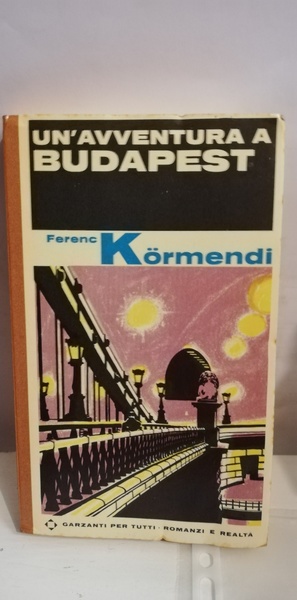 UN'AVVENTURA A
BUDAPEST
Ferenc Körmendi
GARZANTI PER TUTTI · ROMANZI E REALTÀ